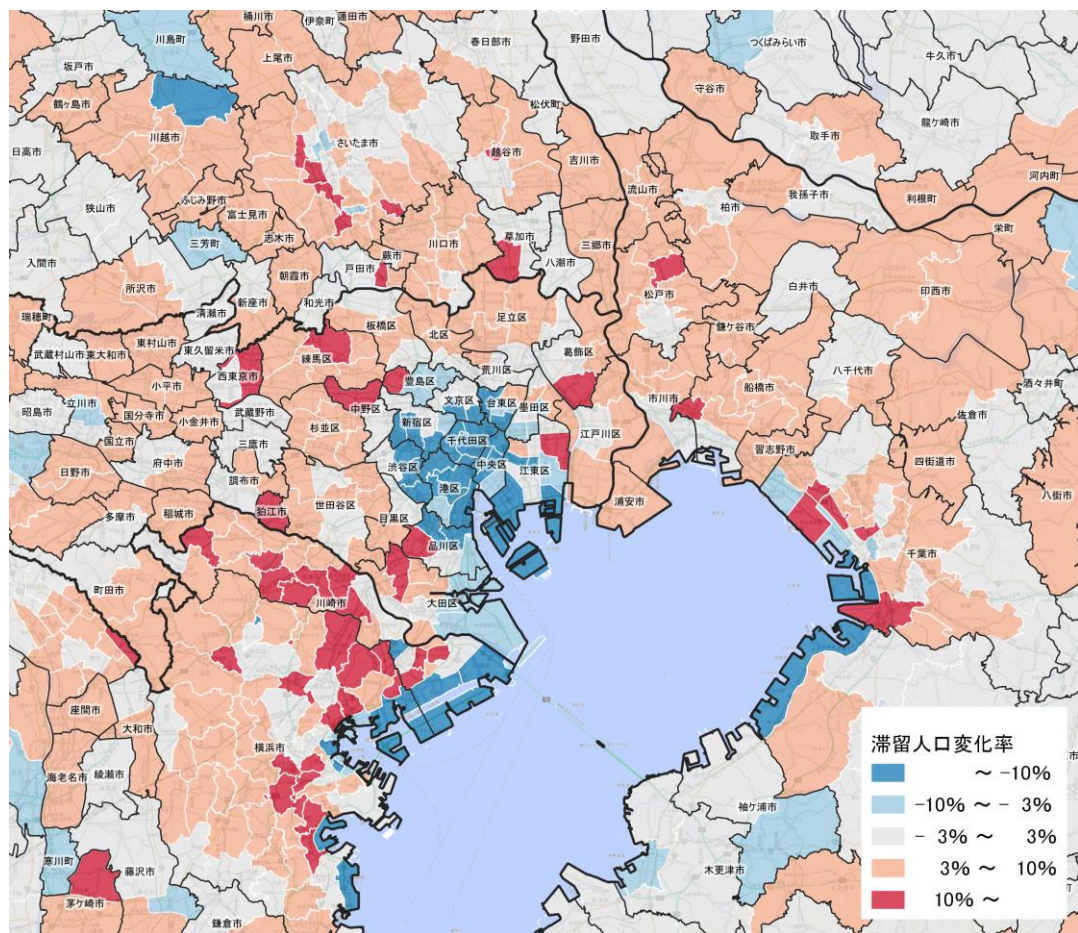 桶川市
伊奈町
蓮田市
川島町
春日部市
野田市
つくばみらい市
牛久市
坂戸市
上尾市
守谷市
鶴ヶ島市
松伏町
龍ケ崎市
川越市
さいたま市
越谷市
取手市
日高市
吉川市
河内町
ふじみ野市
流山市
我孫子市
利根町
狭山市
富士見市
柏市
栄町
三芳町
志木市
川口市
草加市
三郷市
入間市
戸田市
蕨市
八潮市
所沢市
朝霞市
松戸市
白井市
印西市
新座市
和光市
瑞穂町
清瀬市
足立区
板橋区
北区
鎌ケ谷市
武蔵村山市
東大和市
東村山市
東久留米市
練馬区
葛飾区
荒川区
西東京市
豊島区
八千代市
酒々井町
小平市
船橋市
昭島市
立川市
文京区
台東区
墨田区
市川市
国分寺市
小金井市
武蔵野市
中野区
新宿区
佐倉市
杉並区
千代田区
江戸川区
国立市
三鷹市
習志野市
四街道市
日野市
府中市
渋谷区
中央区
江東区
調布市
港区
八街市
多摩市
稲城市
狛江市
世田谷区
目黒区
浦安市
品川区
千葉市
町田市
川崎市
大田区
座間市
大和市
横浜市
海老名市
綾瀬市
袖ケ浦市
寒川町
藤沢市
木更津市
茅ケ崎市
鎌倉市
滞留人口変化率
～ -10%
-10% ～ - 3%
- 3% ～ 3%
3% ～ 10%
10% ～